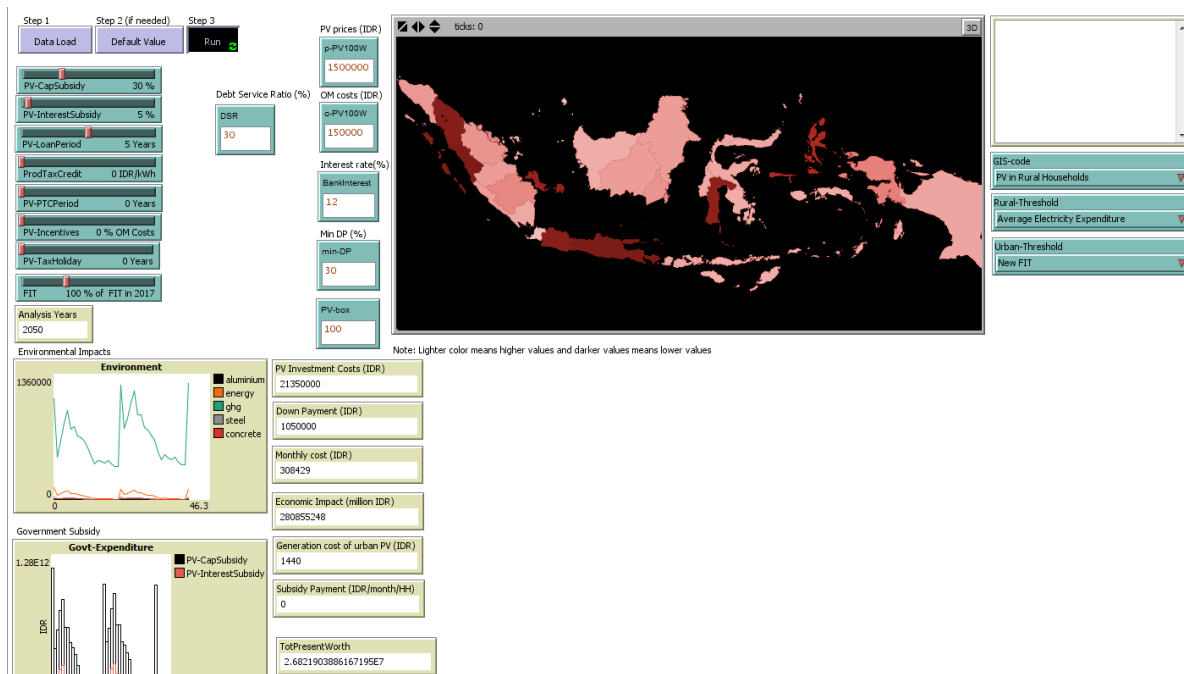 Step 1
Step 2 (if needed)
Step 3
Data Load
Default Value
Run
PV-CapSubsidy 30 %
PV-InterestSubsidy 5 %
PV-LoanPeriod 5 Years
ProdTaxCredit 0 IDR/kWh
PV-PTCPeriod 0 Years
PV-Incentives 0 % OM Costs
PV-TaxHoliday 0 Years
FIT 100 % of FIT in 2017
Analysis Years
2050
Debt Service Ratio (%)
DSR
30
PV prices (IDR)
p-PV100W
1500000
OM costs (IDR)
c-PV100W
150000
Interest rate(%)
BankInterest
12
Min DP (%)
min-DP
30
PV-box
100
ticks: 0
3D
Note: Lighter color means higher values and darker values means lower values
GIS-code
PV in Rural Households
Rural-Threshold
Average Electricity Expenditure
Urban-Threshold
New FIT
Environmental Impacts
Environment
1360000
0
0
46.3
aluminium
energy
ghg
steel
concrete
Government Subsidy
Govt-Expenditure
1.28E12
IDR
PV-CapSubsidy
PV-InterestSubsidy
PV Investment Costs (IDR)
21350000
Down Payment (IDR)
1050000
Monthly cost (IDR)
308429
Economic Impact (million IDR)
280855248
Generation cost of urban PV (IDR)
1440
Subsidy Payment (IDR/month/HH)
0
TotPresentWorth
2.6821903886167195E7